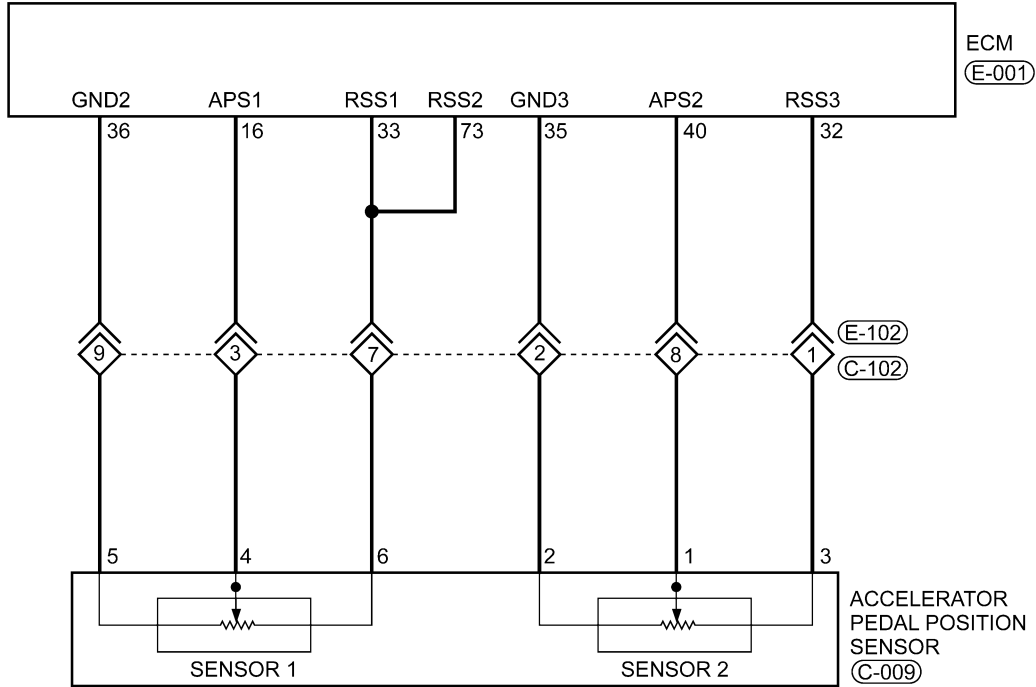 ECM
E-001
GND2 APS1 RSS1 RSS2 GND3 APS2 RSS3
36 16 33 73 35 40 32
E-102
9 3 7 2 8 1
C-102
5 4 6 2 1 3
SENSOR 1 SENSOR 2
ACCELERATOR
PEDAL POSITION
SENSOR
C-009